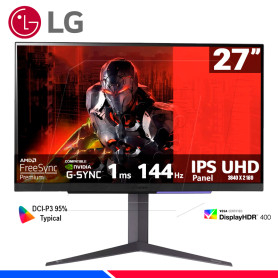 LG
27"
AMD
FreeSync
Premium
COMPATIBLE
NVIDIA
G-SYNC
1ms
144Hz
IPS UHD
Panel
3840 X 2160
DCI-P3 95%
Typical
VESA CERTIFIED
DisplayHDR 400